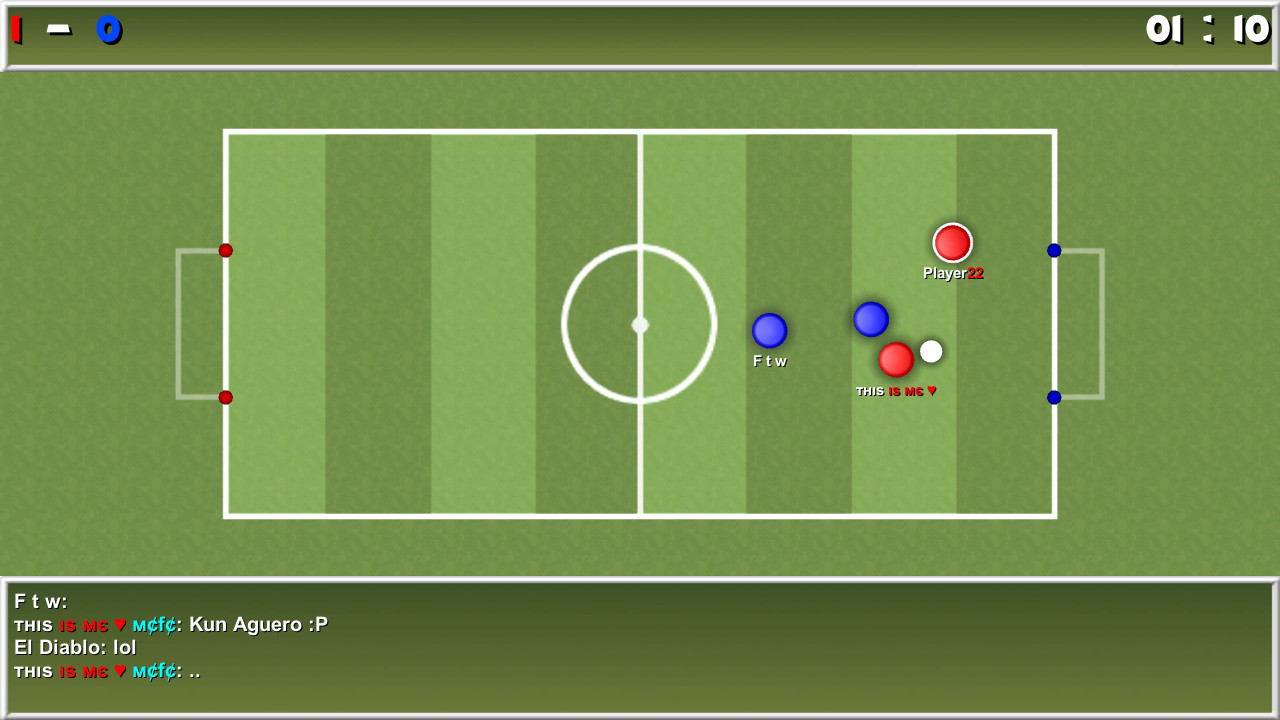 1 - 0
01 : 10
Player22
F t w
ᴛʜɪs ɪs ᴍє ♥
F t w:
ᴛʜɪs ɪs ᴍє ♥ ᴍ¢f¢: Kun Aguero :P
El Diablo: lol
ᴛʜɪs ɪs ᴍє ♥ ᴍ¢f¢: ..